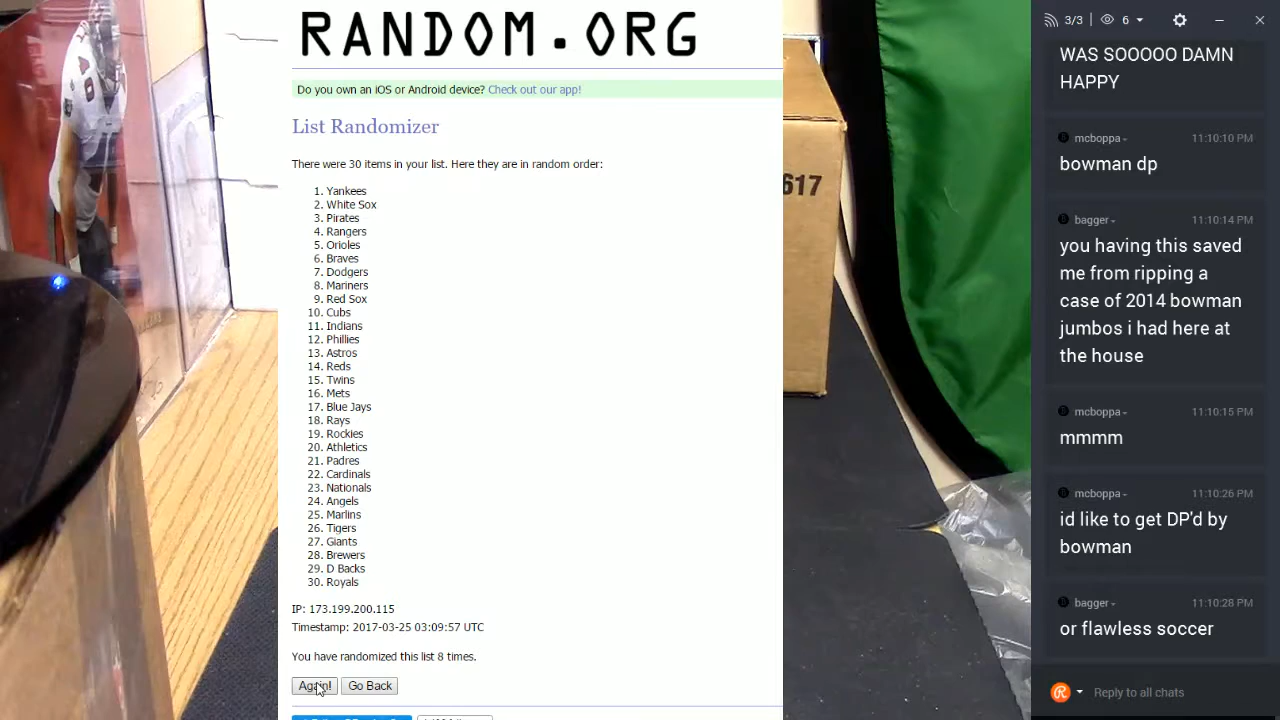 RANDOM.ORG
Do you own an iOS or Android device? Check out our app!
List Randomizer
There were 30 items in your list. Here they are in random order:
1. Yankees
2. White Sox
3. Pirates
4. Rangers
5. Orioles
6. Braves
7. Dodgers
8. Mariners
9. Red Sox
10. Cubs
11. Indians
12. Phillies
13. Astros
14. Reds
15. Twins
16. Mets
17. Blue Jays
18. Rays
19. Rockies
20. Athletics
21. Padres
22. Cardinals
23. Nationals
24. Angels
25. Marlins
26. Tigers
27. Giants
28. Brewers
29. D Backs
30. Royals
IP: 173.199.200.115
Timestamp: 2017-03-25 03:09:57 UTC
You have randomized this list 8 times.
Again! Go Back
617
3/3 6
WAS SOOOOO DAMN
HAPPY
mcboppa 11:10:10 PM
bowman dp
bagger 11:10:14 PM
you having this saved
me from ripping a
case of 2014 bowman
jumbos i had here at
the house
mcboppa 11:10:15 PM
mmmm
mcboppa 11:10:26 PM
id like to get DP'd by
bowman
bagger 11:10:28 PM
or flawless soccer
Reply to all chats